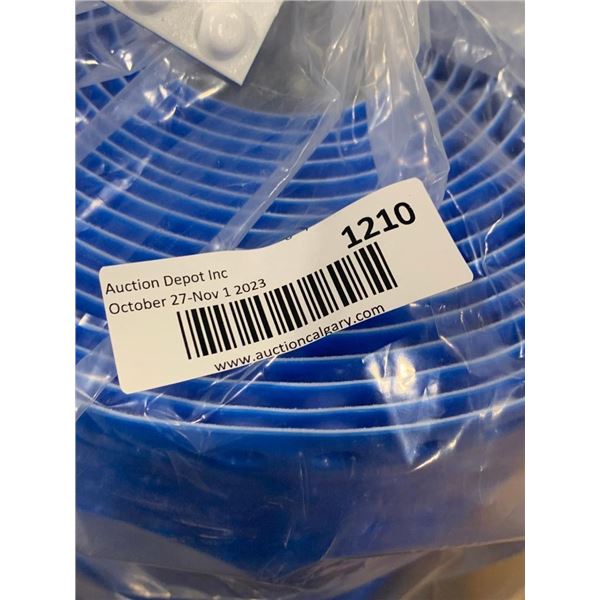 1210
Auction Depot Inc
October 27-Nov 1 2023
www.auctioncalgary.com